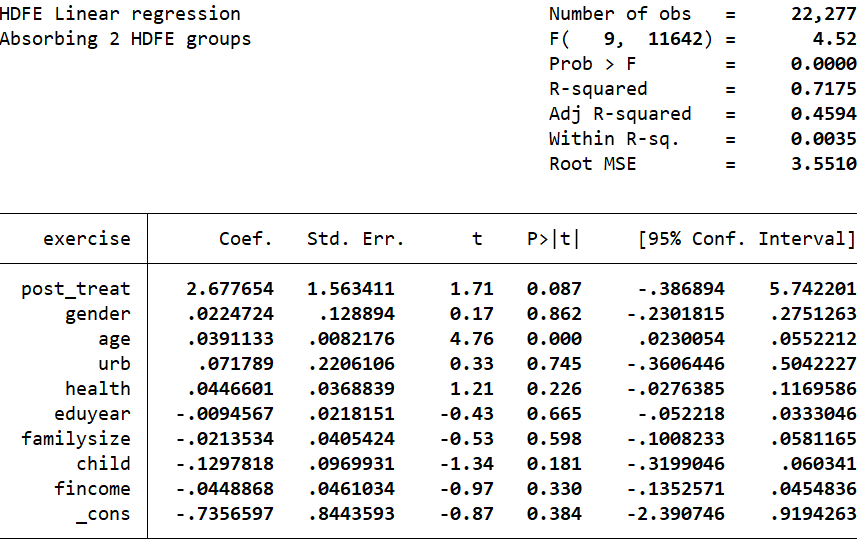 HDFE Linear regression Number of obs = 22,277
Absorbing 2 HDFE groups F( 9, 11642) = 4.52
Prob > F = 0.0000
R-squared = 0.7175
Adj R-squared = 0.4594
Within R-sq. = 0.0035
Root MSE = 3.5510
exercise Coef. Std. Err. t P>|t| [95% Conf. Interval]
post_treat 2.677654 1.563411 1.71 0.087 -.386894 5.742201
gender .0224724 .128894 0.17 0.862 -.2301815 .2751263
age .0391133 .0082176 4.76 0.000 .0230054 .0552212
urb .071789 .2206106 0.33 0.745 -.3606446 .5042227
health .0446601 .0368839 1.21 0.226 -.0276385 .1169586
eduyear -.0094567 .0218151 -0.43 0.665 -.052218 .0333046
familysize -.0213534 .0405424 -0.53 0.598 -.1008233 .0581165
child -.1297818 .0969931 -1.34 0.181 -.3199046 .060341
fincome -.0448868 .0461034 -0.97 0.330 -.1352571 .0454836
_cons -.7356597 .8443593 -0.87 0.384 -2.390746 .9194263